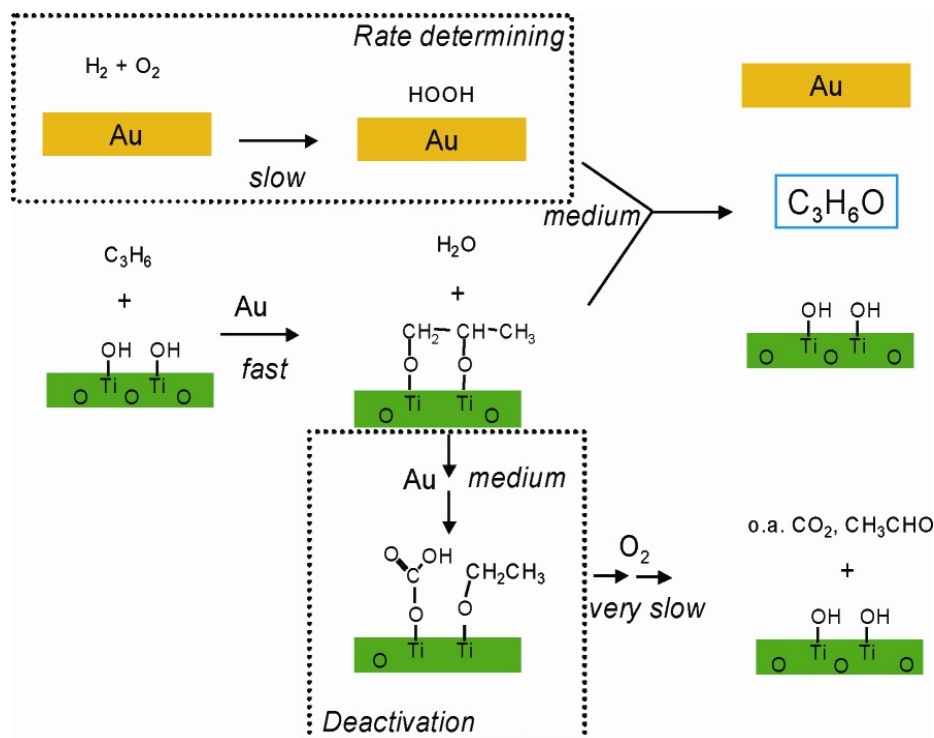 Rate determining
H₂ + O₂
HOOH
Au
Au
slow
Au
C₃H₆O
medium
C₃H₆
+
Au
fast
OH OH
Ti Ti
O O O
H₂O
+
CH₂ CH CH₃
O O
Ti Ti
O O
OH OH
Ti Ti
O O
Au medium
O OH
C
O
CH₂CH₃
O
Ti Ti
O
Deactivation
O₂
very slow
o.a. CO₂, CH₃CHO
+
OH OH
Ti Ti
O O O